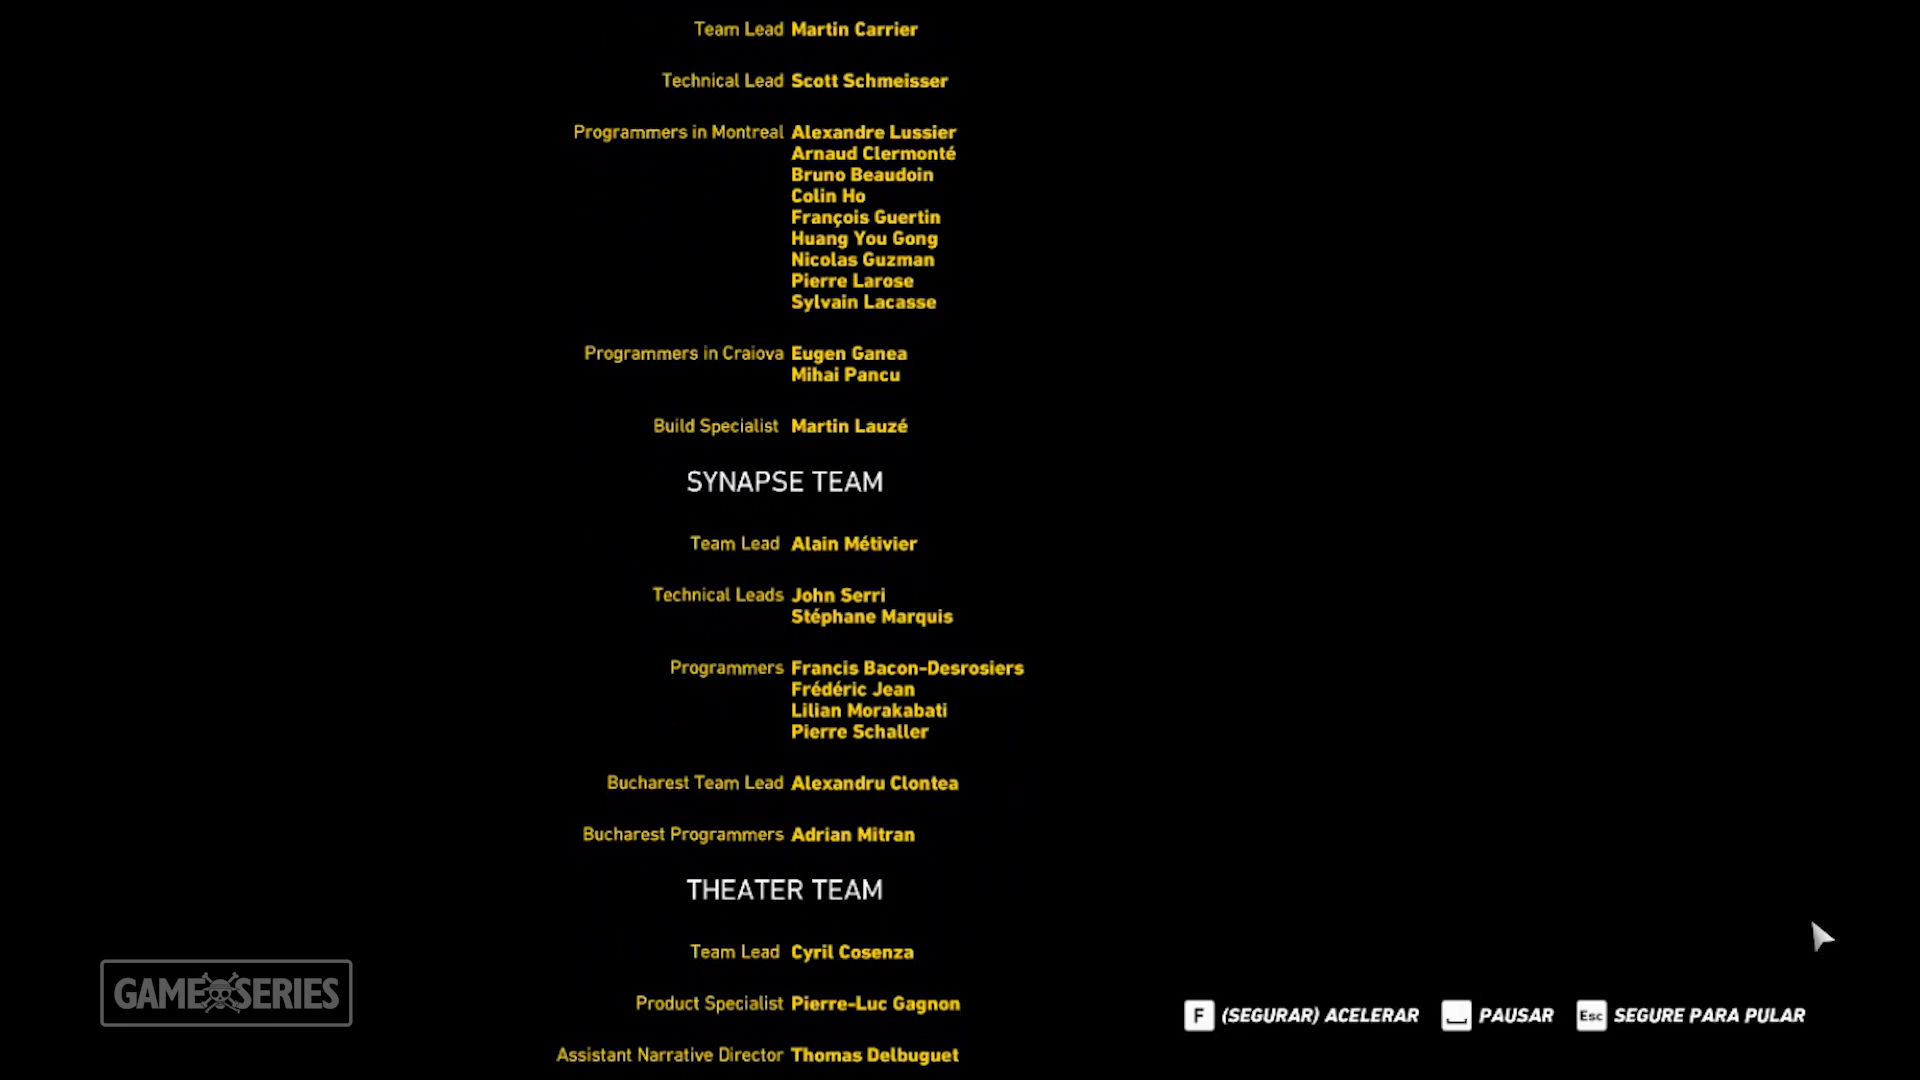 Team Lead Martin Carrier
Technical Lead Scott Schmeisser
Programmers in Montreal Alexandre Lussier
Arnaud Clermonté
Bruno Beaudoin
Colin Ho
François Guertin
Huang You Gong
Nicolas Guzman
Pierre Larose
Sylvain Lacasse
Programmers in Craiova Eugen Ganea
Mihai Pancu
Build Specialist Martin Lauzé
SYNAPSE TEAM
Team Lead Alain Métivier
Technical Leads John Serri
Stéphane Marquis
Programmers Francis Bacon-Desrosiers
Frédéric Jean
Lilian Morakabati
Pierre Schaller
Bucharest Team Lead Alexandru Clontea
Bucharest Programmers Adrian Mitran
THEATER TEAM
Team Lead Cyril Cosenza
Product Specialist Pierre-Luc Gagnon
Assistant Narrative Director Thomas Delbuguet
GAME SERIES
F (SEGURAR) ACELERAR PAUSAR Esc SEGURE PARA PULAR